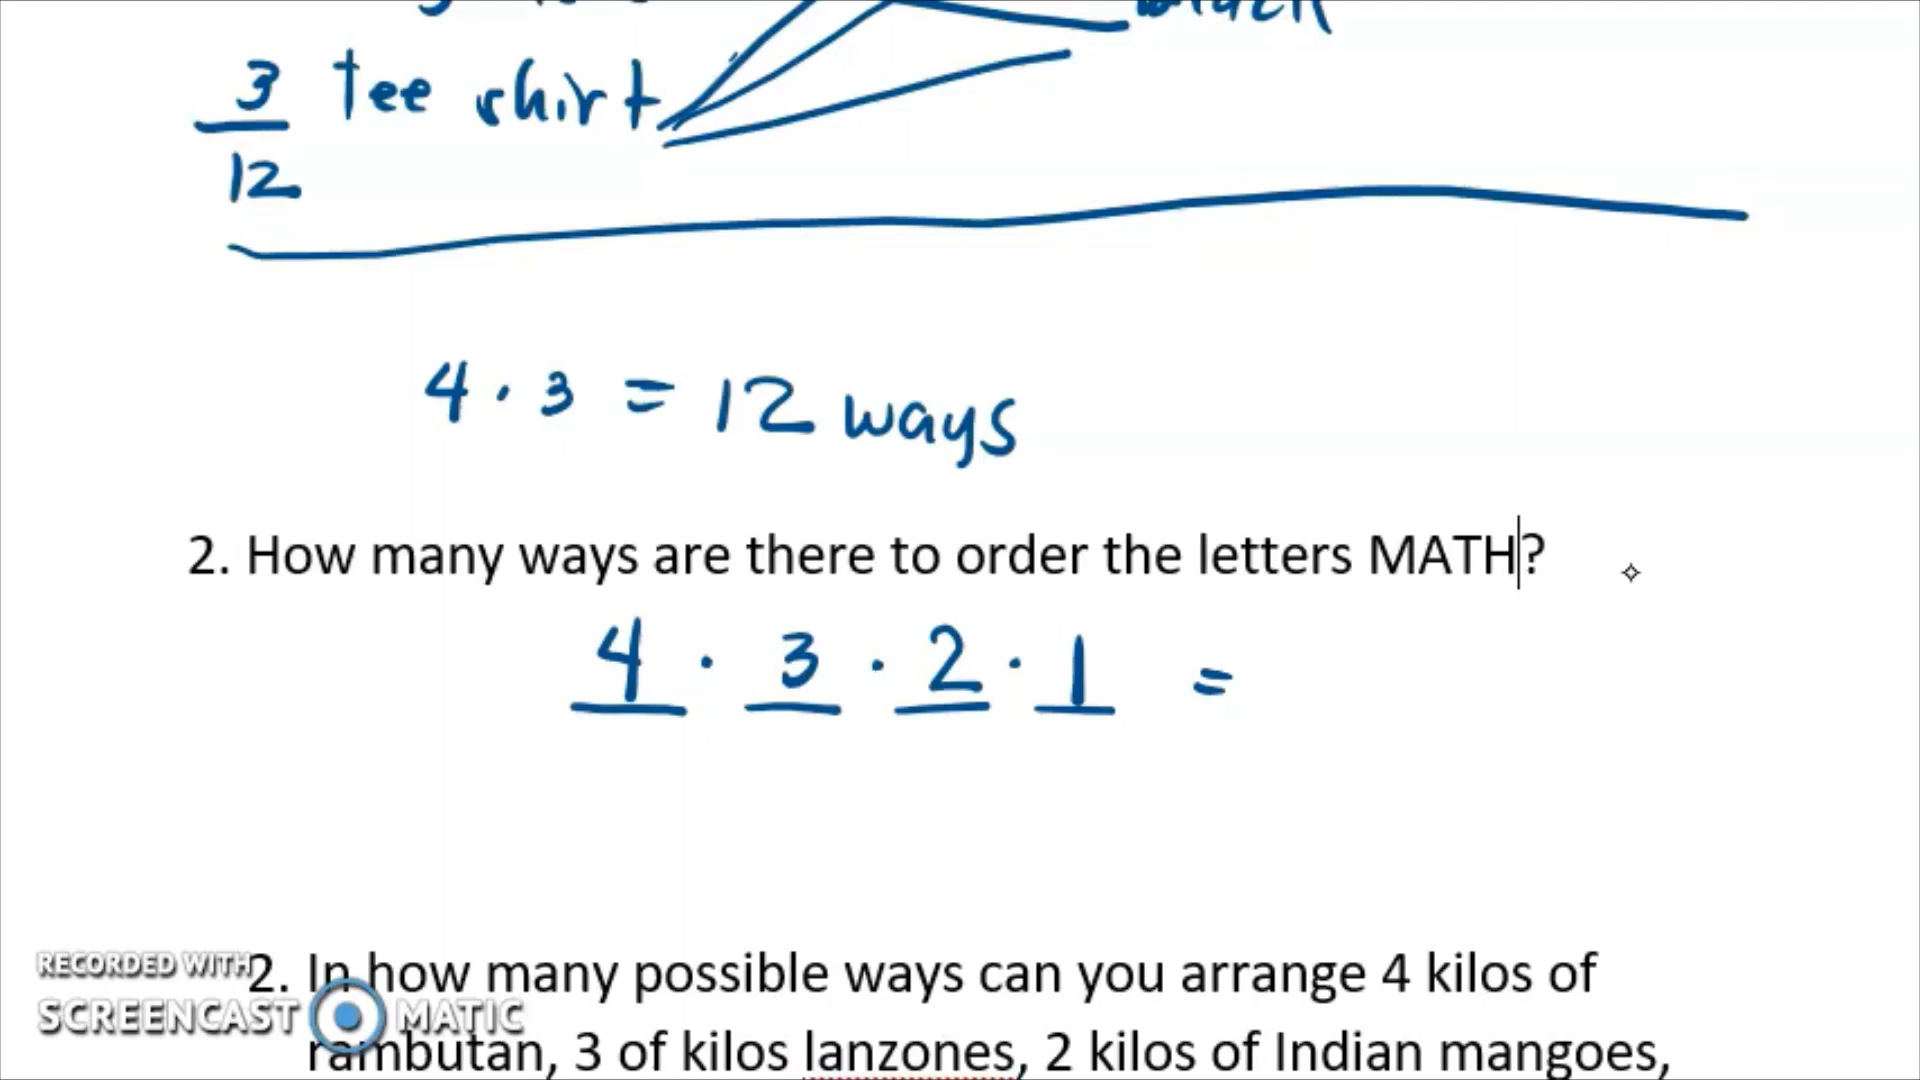 3 tee shirt
12
4 · 3 = 12 ways
2. How many ways are there to order the letters MATH?
4 · 3 · 2 · 1 =
RECORDED WITH
SCREENCAST MATIC
2. In how many possible ways can you arrange 4 kilos of
rambutan, 3 of kilos lanzones, 2 kilos of Indian mangoes,